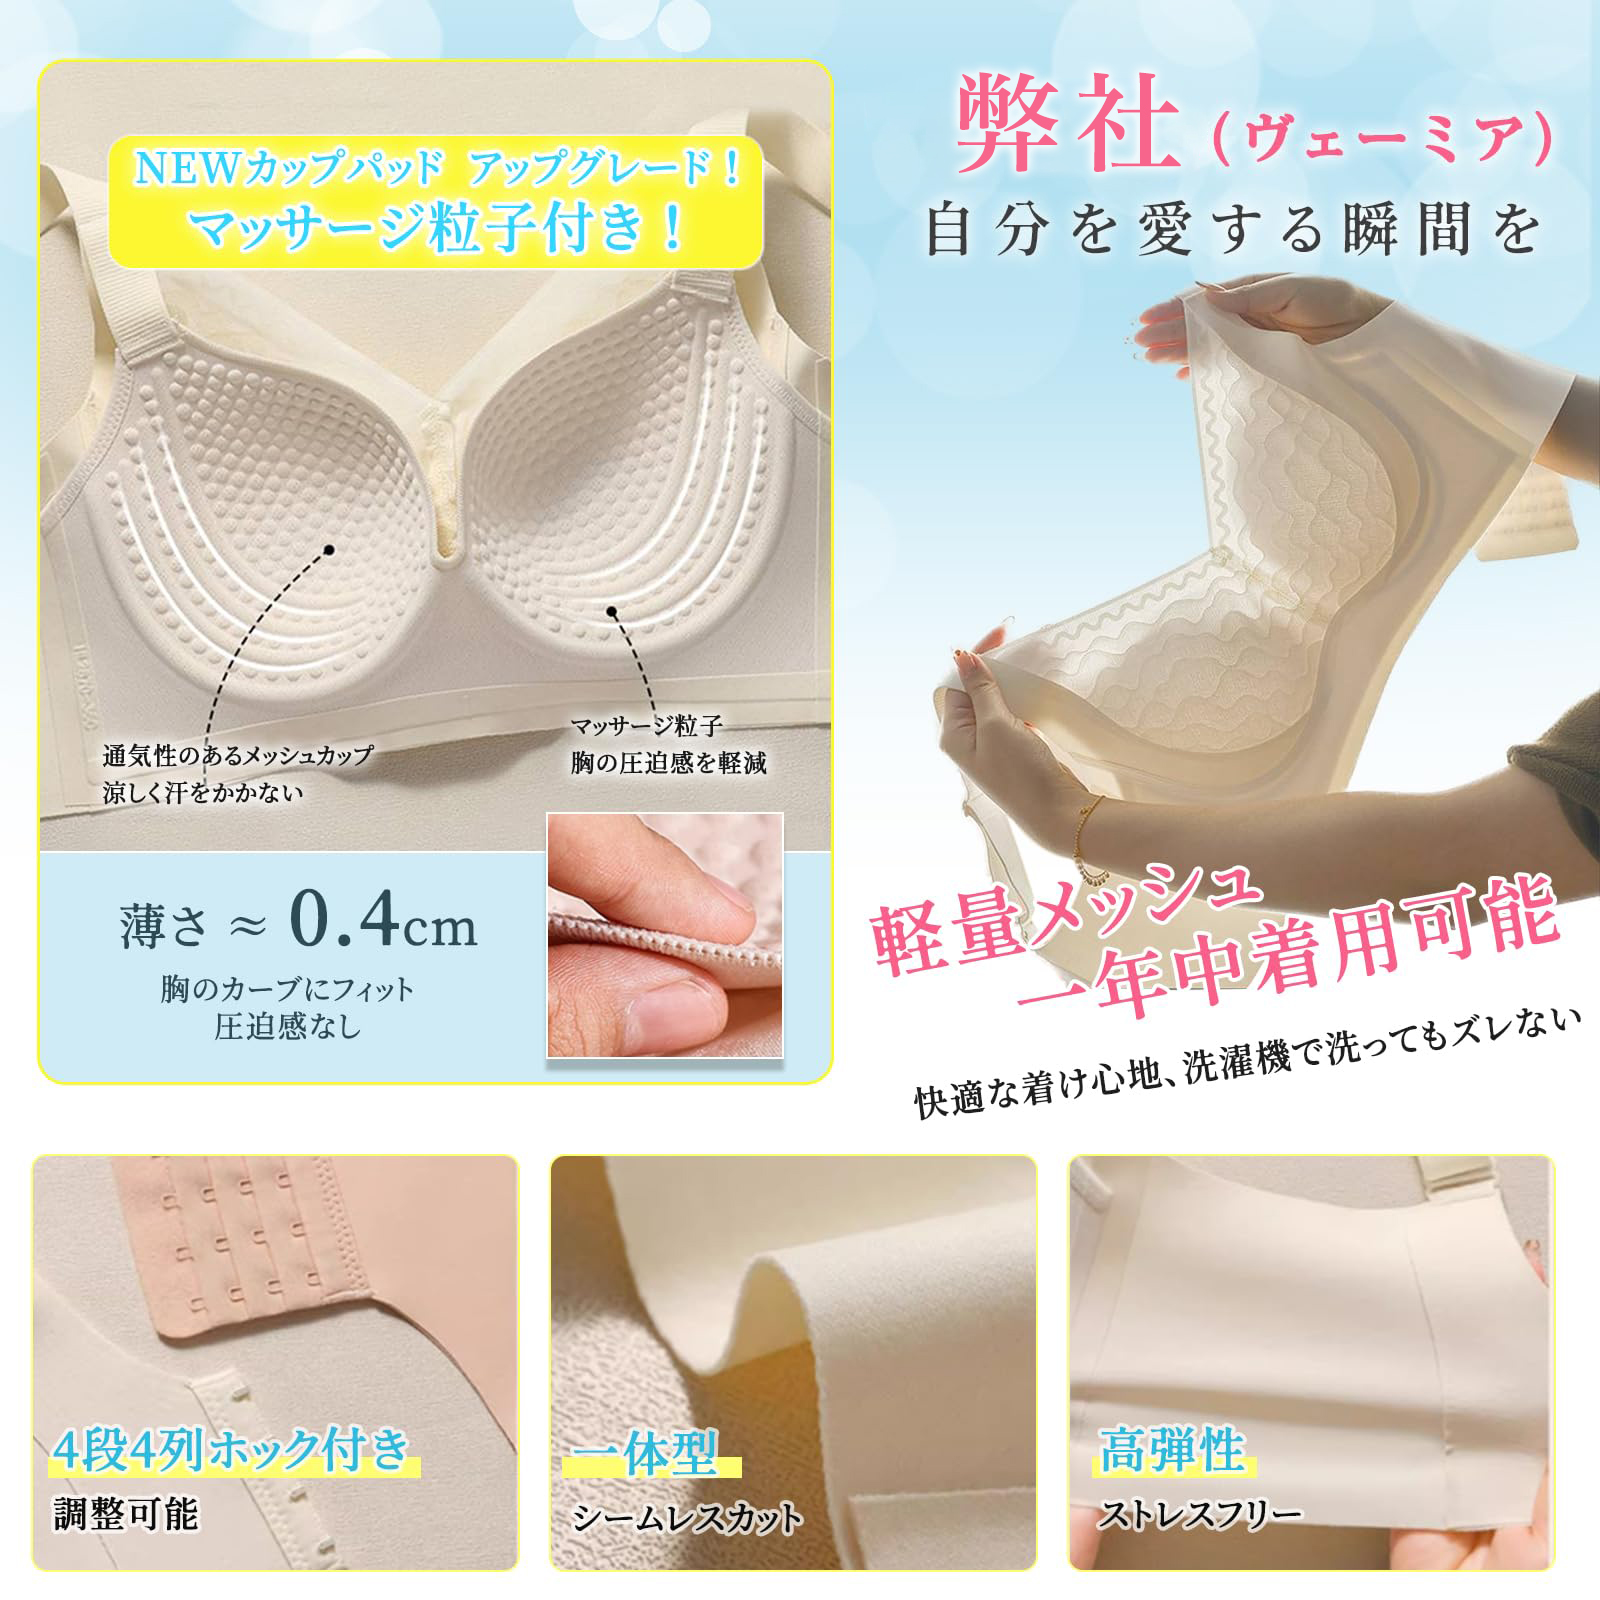 NEWカップパッド アップグレード！
マッサージ粒子付き！
通気性のあるメッシュカップ
涼しく汗をかかない
マッサージ粒子
胸の圧迫感を軽減
薄さ ≈ 0.4cm
胸のカーブにフィット
圧迫感なし
弊社（ヴェーミア）
自分を愛する瞬間を
軽量メッシュ
一年中着用可能
快適な着け心地、洗濯機で洗ってもズレない
4段4列ホック付き
調整可能
一体型
シームレスカット
高弾性
ストレスフリー